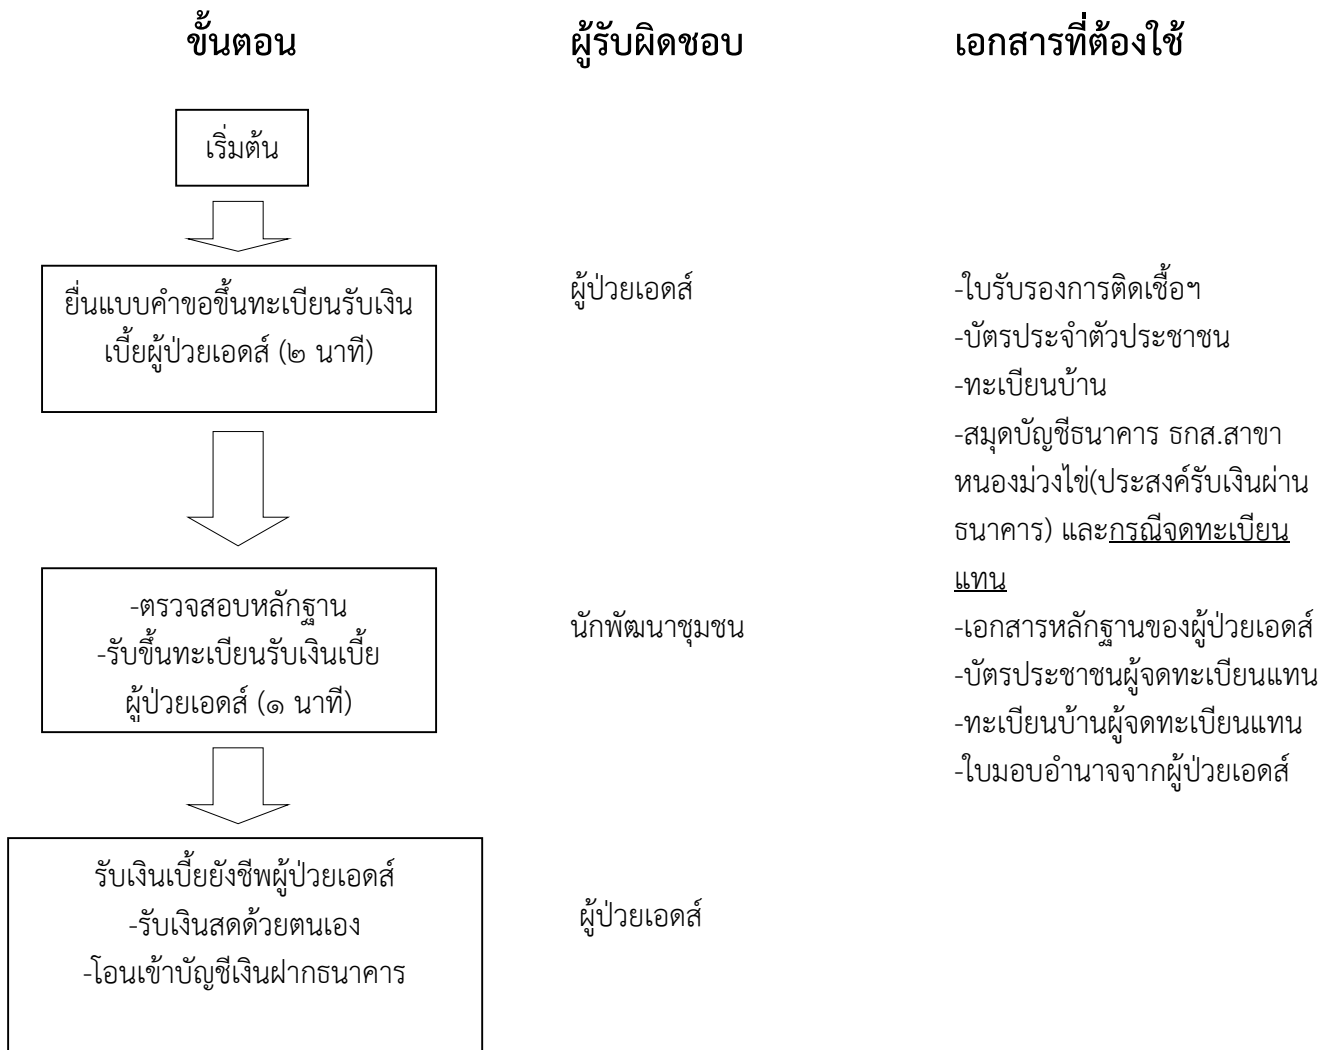 ขั้นตอน ผู้รับผิดชอบ เอกสารที่ต้องใช้
เริ่มต้น
ยื่นแบบคำขอขึ้นทะเบียนรับเงิน
เบี้ยผู้ป่วยเอดส์ (๒ นาที)
ผู้ป่วยเอดส์
-ใบรับรองการติดเชื้อฯ
-บัตรประจำตัวประชาชน
-ทะเบียนบ้าน
-สมุดบัญชีธนาคาร ธกส.สาขา
หนองม่วงไข่(ประสงค์รับเงินผ่าน
ธนาคาร) และกรณีจดทะเบียน
แทน
-ตรวจสอบหลักฐาน
-รับขึ้นทะเบียนรับเงินเบี้ย
ผู้ป่วยเอดส์ (๑ นาที)
นักพัฒนาชุมชน
-เอกสารหลักฐานของผู้ป่วยเอดส์
-บัตรประชาชนผู้จดทะเบียนแทน
-ทะเบียนบ้านผู้จดทะเบียนแทน
-ใบมอบอำนาจจากผู้ป่วยเอดส์
รับเงินเบี้ยยังชีพผู้ป่วยเอดส์
-รับเงินสดด้วยตนเอง
-โอนเข้าบัญชีเงินฝากธนาคาร
ผู้ป่วยเอดส์